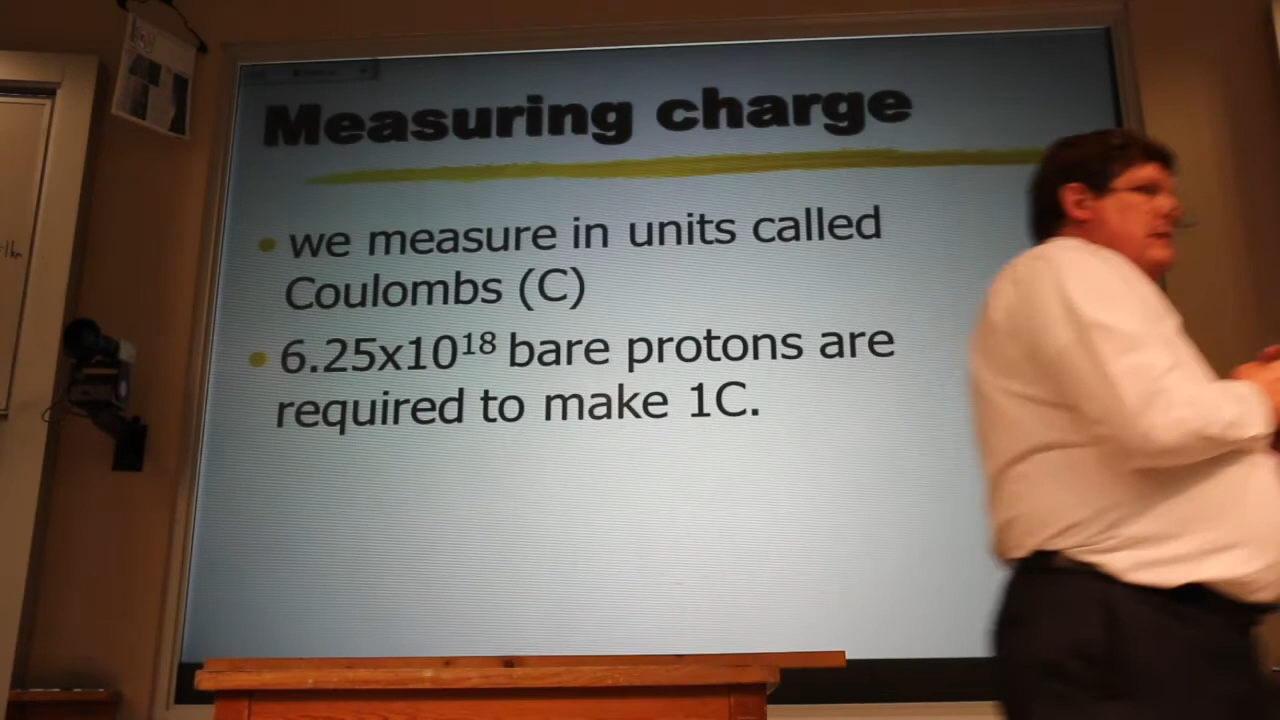 Measuring charge
• we measure in units called
Coulombs (C)
• 6.25x10¹⁸ bare protons are
required to make 1C.